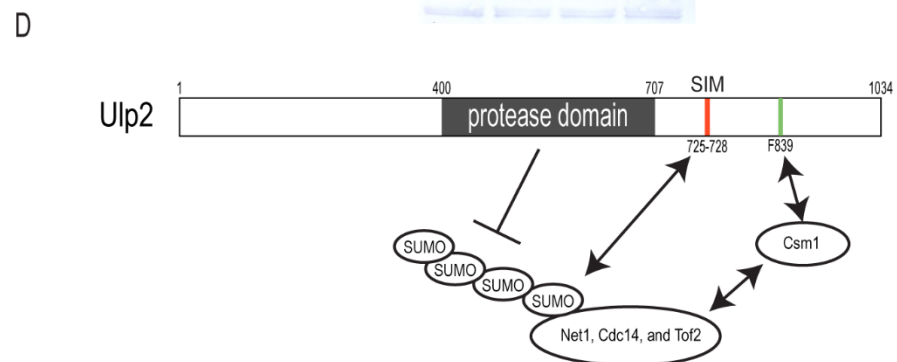 D
1 400 707 SIM 1034
Ulp2 protease domain
725-728 F839
SUMO
SUMO
SUMO
SUMO
Csm1
Net1, Cdc14, and Tof2